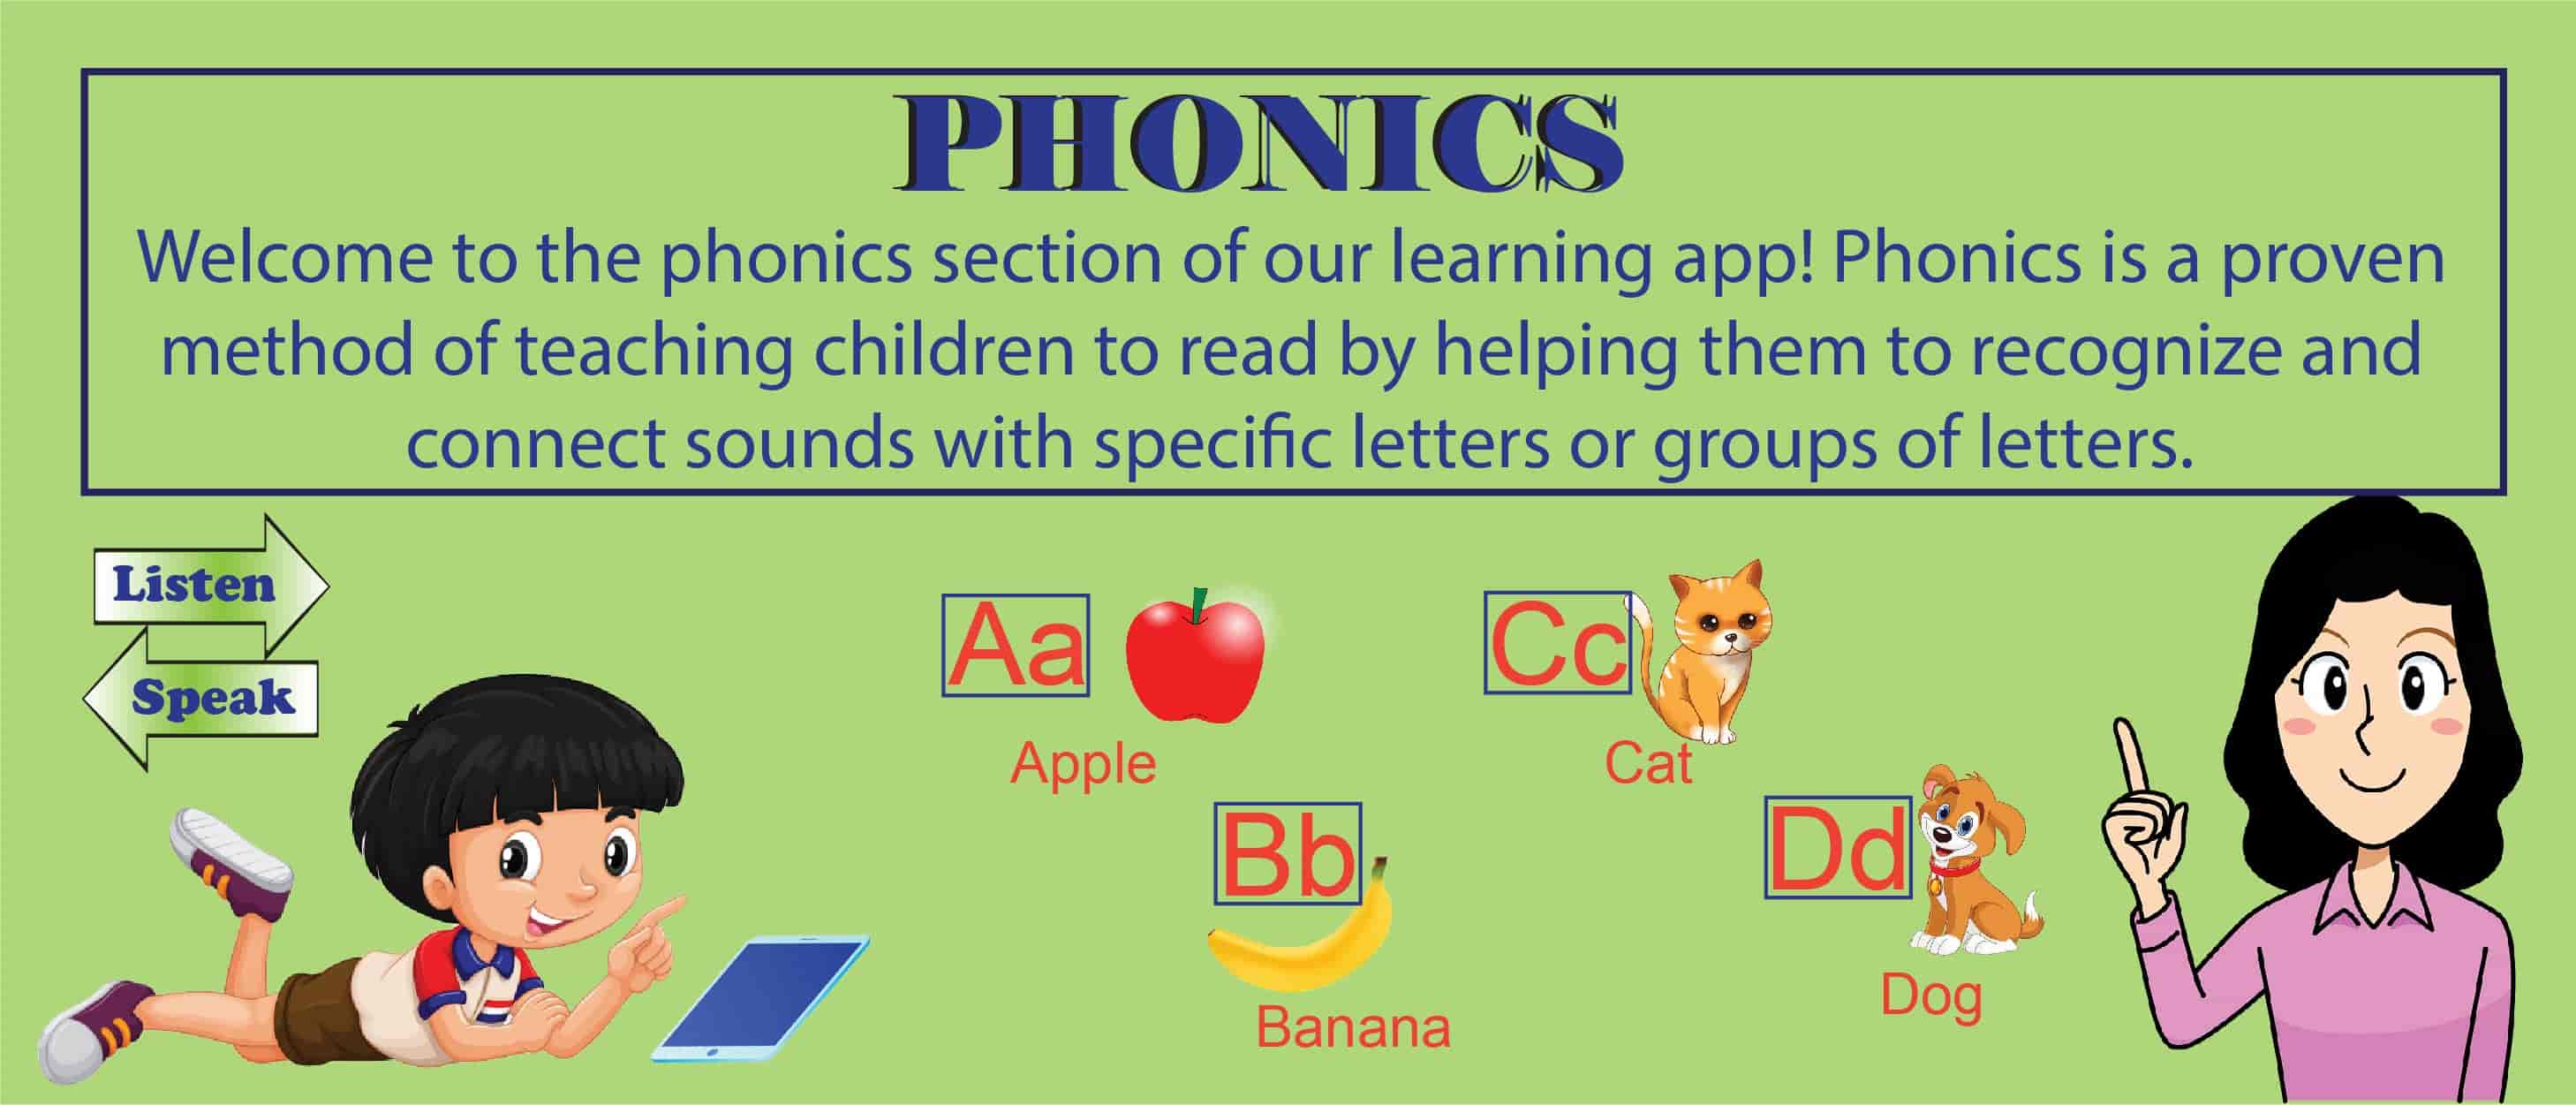 PHONICS
Welcome to the phonics section of our learning app! Phonics is a proven
method of teaching children to read by helping them to recognize and
connect sounds with specific letters or groups of letters.
Listen
Speak
Aa
Apple
Bb
Banana
Cc
Cat
Dd
Dog